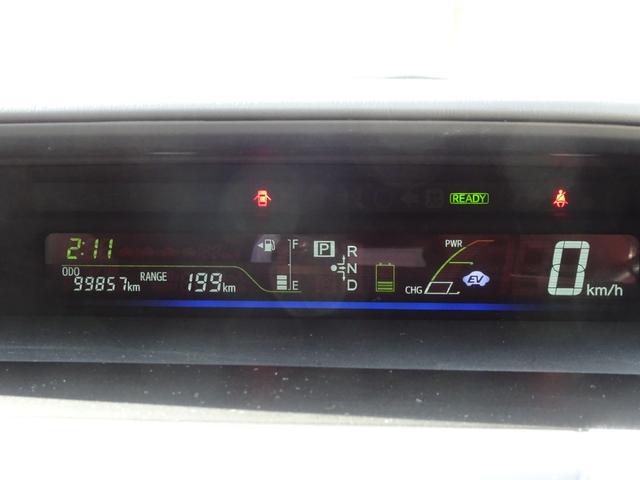 READY
2:11
ODO
99857km
RANGE
199km
F
E
P
R
N
D
PWR
CHG
EV
0 km/h